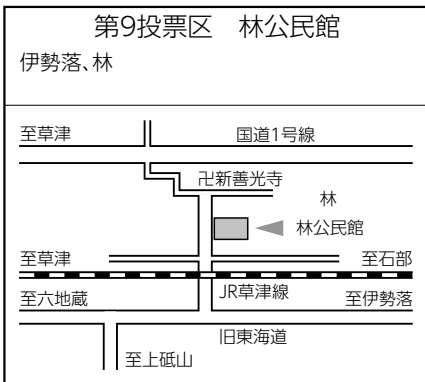 第9投票区 林公民館
伊勢落、林
至草津 国道1号線
卍新善光寺
林
林公民館
至草津 至石部
至六地蔵 JR草津線 至伊勢落
旧東海道
至上砥山